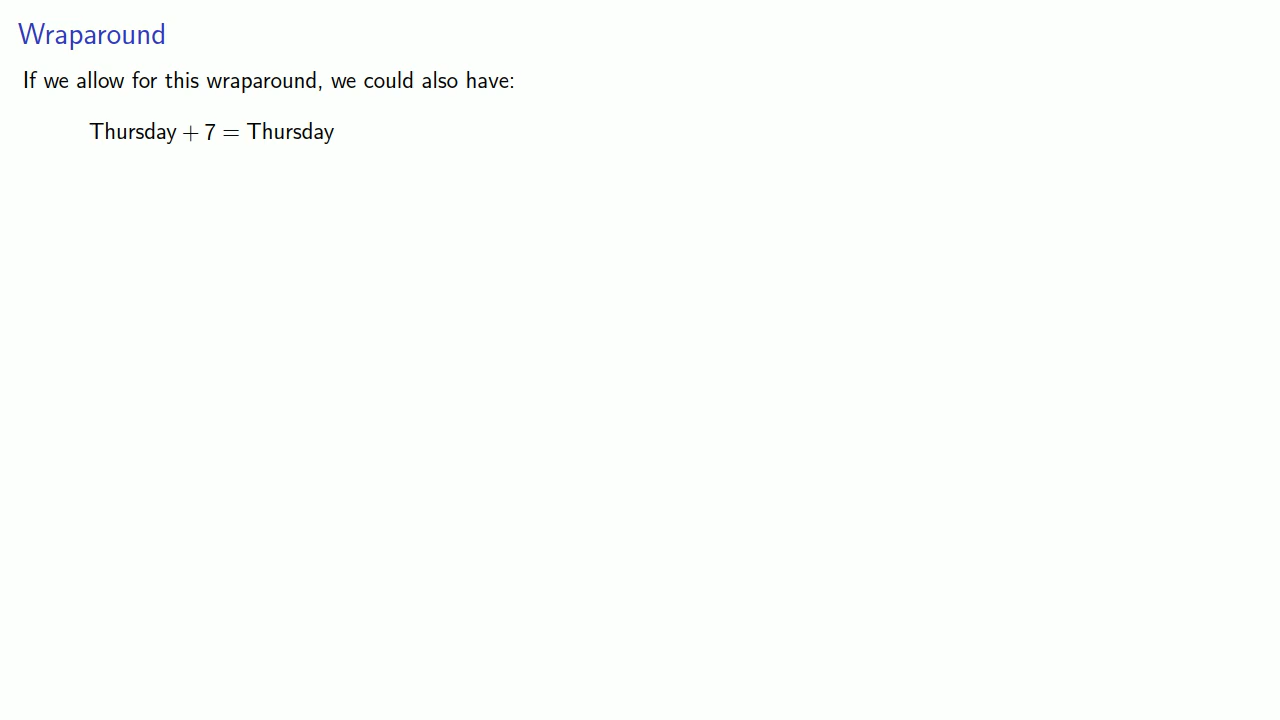 Wraparound
If we allow for this wraparound, we could also have:
Thursday + 7 = Thursday